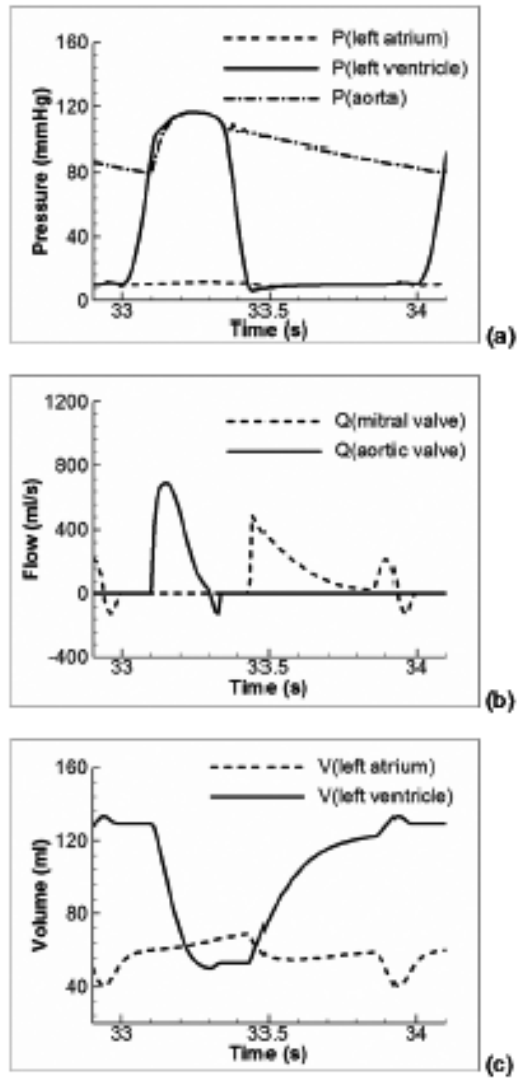 160
120
80
40
0
Pressure (mmHg)
P(left atrium)
P(left ventricle)
P(aorta)
33
33.5
34
Time (s)
(a)
1200
800
400
0
-400
Flow (ml/s)
Q(mitral valve)
Q(aortic valve)
33
33.5
34
Time (s)
(b)
160
120
80
40
Volume (ml)
V(left atrium)
V(left ventricle)
33
33.5
34
Time (s)
(c)